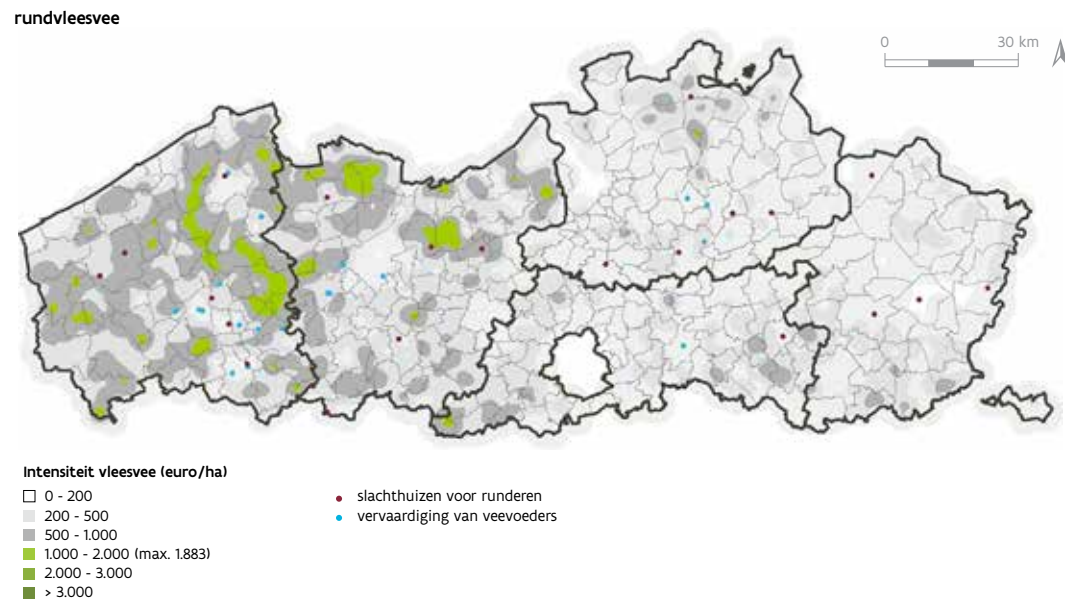 rundvleesvee
0 30 km
Intensiteit vleesvee (euro/ha)
0 - 200
200 - 500
500 - 1.000
1.000 - 2.000 (max. 1.883)
2.000 - 3.000
> 3.000
slachthuizen voor runderen
vervaardiging van veevoeders